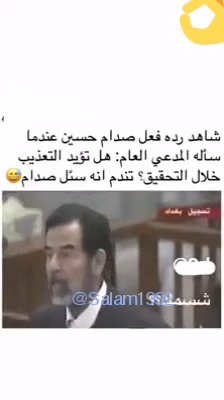 شاهد رده فعل صدام حسين عندما
سأله المدعي العام: هل تؤيد التعذيب
خلال التحقيق؟ تندم انه سئل صدام😅
تسجيل بغداد